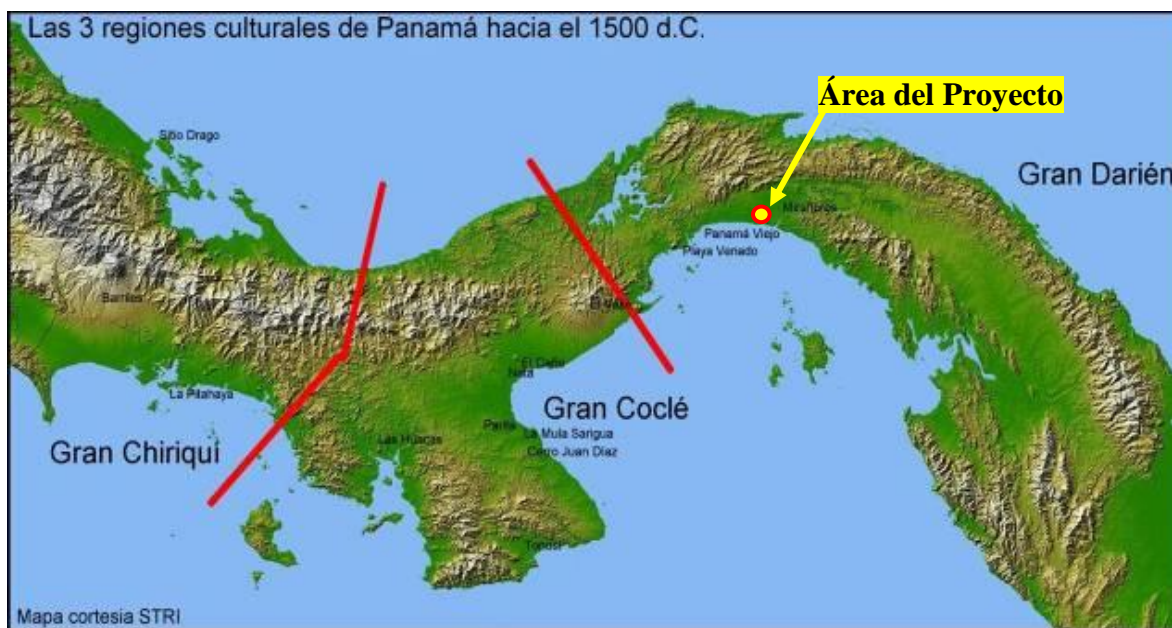 Las 3 regiones culturales de Panamá hacia el 1500 d.C.
Área del Proyecto
Sitio Drago
Gran Darién
Miraflores
Panamá Viejo
Playa Venado
Barriles
El Caño
Natá
La Pitahaya
Gran Coclé
Parita
La Mula Sarigua
Las Huacas
Cerro Juan Díaz
Gran Chiriquí
Tonosí
Mapa cortesia STRI